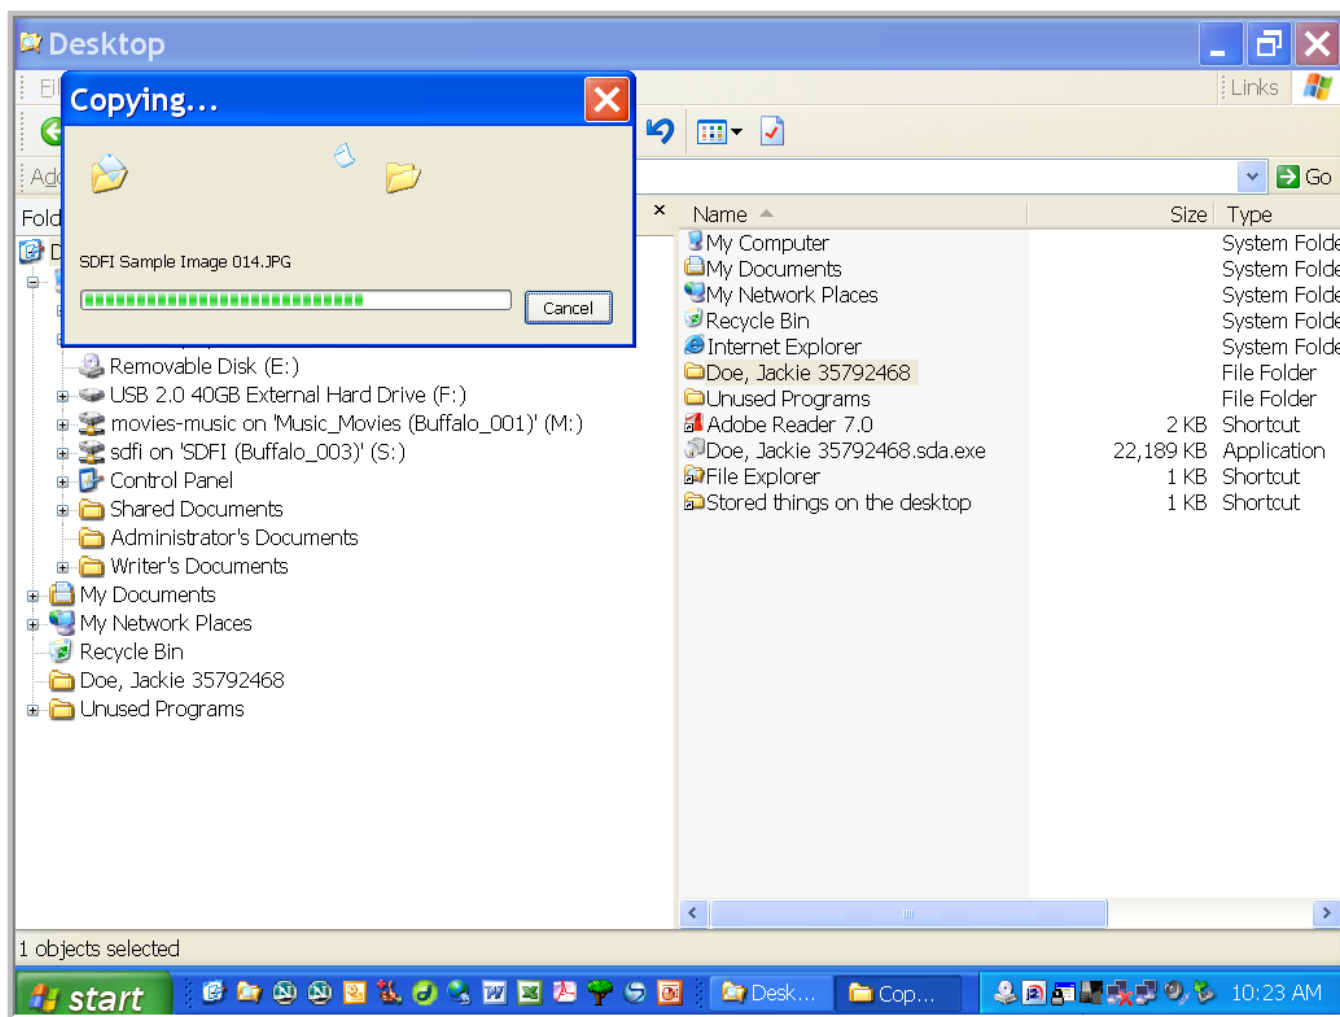 Desktop
Links
Copying...
Go
Name
Size
Type
SDFI Sample Image 014.JPG
Cancel
My Computer
System Folde
My Documents
System Folde
My Network Places
System Folde
Recycle Bin
System Folde
Internet Explorer
System Folde
Doe, Jackie 35792468
File Folder
Unused Programs
File Folder
Adobe Reader 7.0
2 KB
Shortcut
Doe, Jackie 35792468.sda.exe
22,189 KB
Application
File Explorer
1 KB
Shortcut
Stored things on the desktop
1 KB
Shortcut
Fold
Removable Disk (E:)
USB 2.0 40GB External Hard Drive (F:)
movies-music on 'Music_Movies (Buffalo_001)' (M:)
sdfi on 'SDFI (Buffalo_003)' (S:)
Control Panel
Shared Documents
Administrator's Documents
Writer's Documents
My Documents
My Network Places
Recycle Bin
Doe, Jackie 35792468
Unused Programs
1 objects selected
start
Desk...
Cop...
10:23 AM